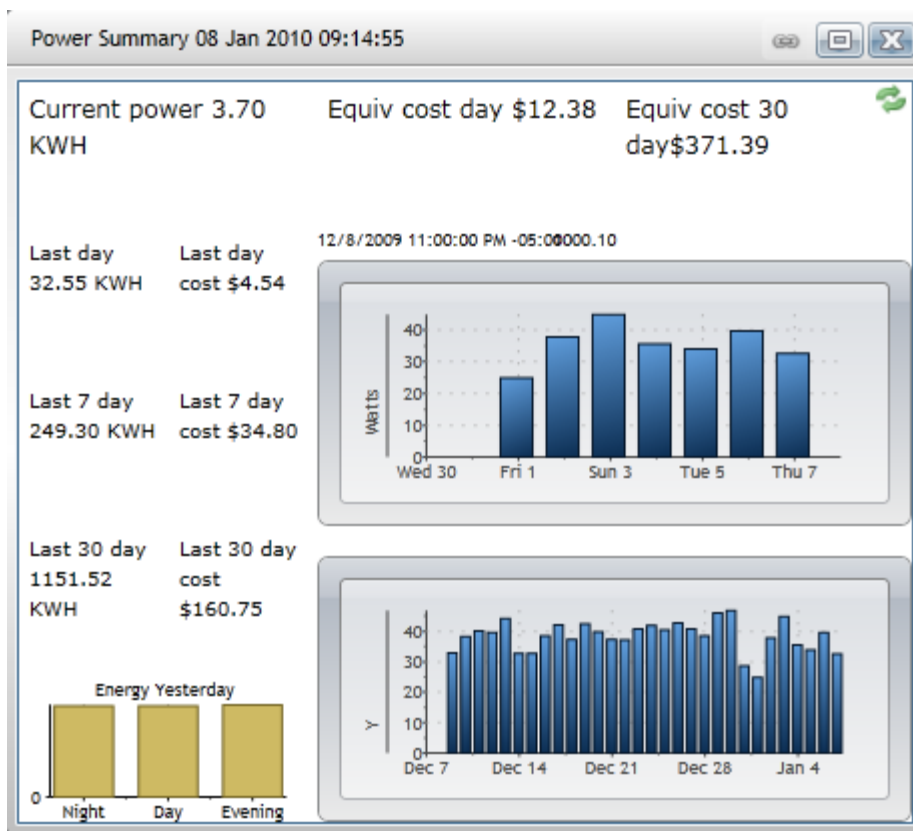 Power Summary 08 Jan 2010 09:14:55
Current power 3.70
KWH
Equiv cost day $12.38
Equiv cost 30
day$371.39
Last day
32.55 KWH
Last day
cost $4.54
Last 7 day
249.30 KWH
Last 7 day
cost $34.80
Last 30 day
1151.52
KWH
Last 30 day
cost
$160.75
Energy Yesterday
0
Night Day Evening
12/8/2009 11:00:00 PM
Watts
40
30
20
10
0
Wed 30 Fri 1 Sun 3 Tue 5 Thu 7
Y
40
30
20
10
0
Dec 7 Dec 14 Dec 21 Dec 28 Jan 4